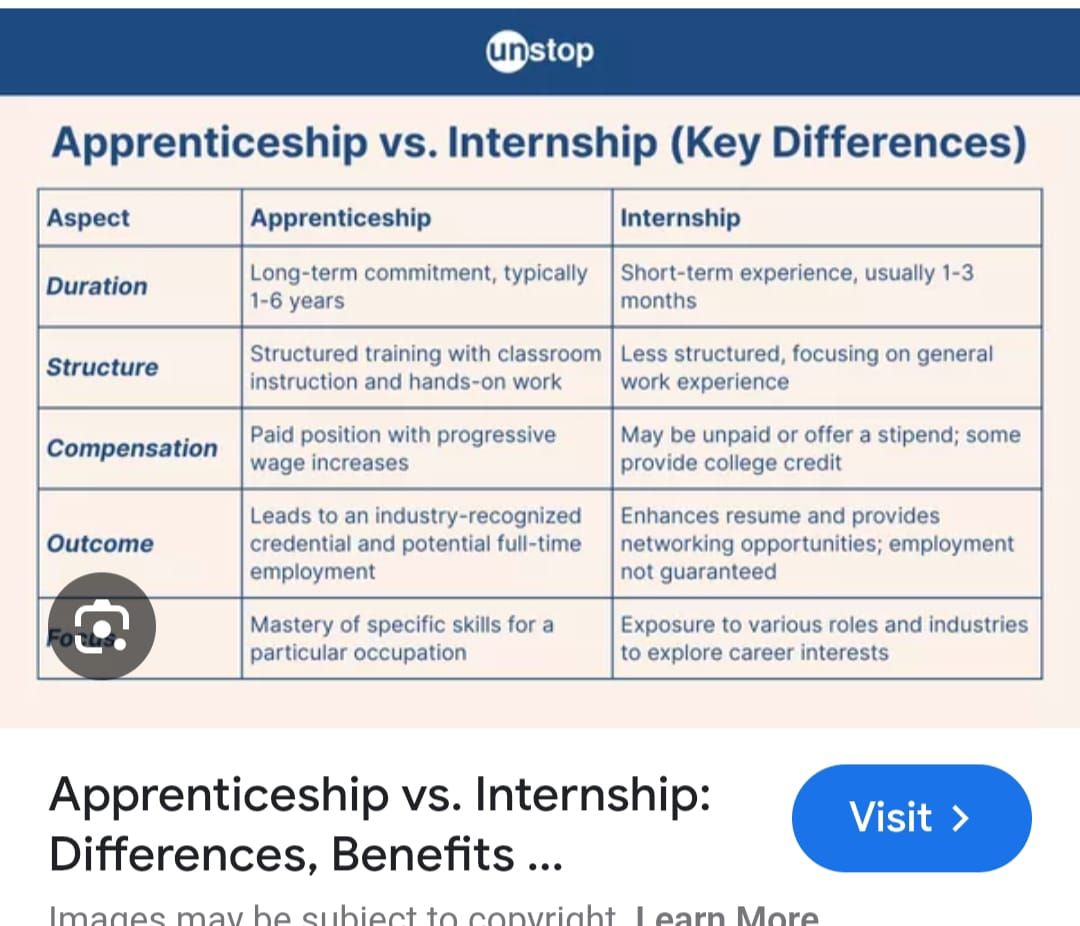 unstop
Apprenticeship vs. Internship (Key Differences)
Aspect
Apprenticeship
Internship
Duration
Long-term commitment, typically
1-6 years
Short-term experience, usually 1-3
months
Structure
Structured training with classroom
instruction and hands-on work
Less structured, focusing on general
work experience
Compensation
Paid position with progressive
wage increases
May be unpaid or offer a stipend; some
provide college credit
Outcome
Leads to an industry-recognized
credential and potential full-time
employment
Enhances resume and provides
networking opportunities; employment
not guaranteed
Focus
Mastery of specific skills for a
particular occupation
Exposure to various roles and industries
to explore career interests
Apprenticeship vs. Internship:
Differences, Benefits ...
Visit >
Images may be subject to copyright. Learn More